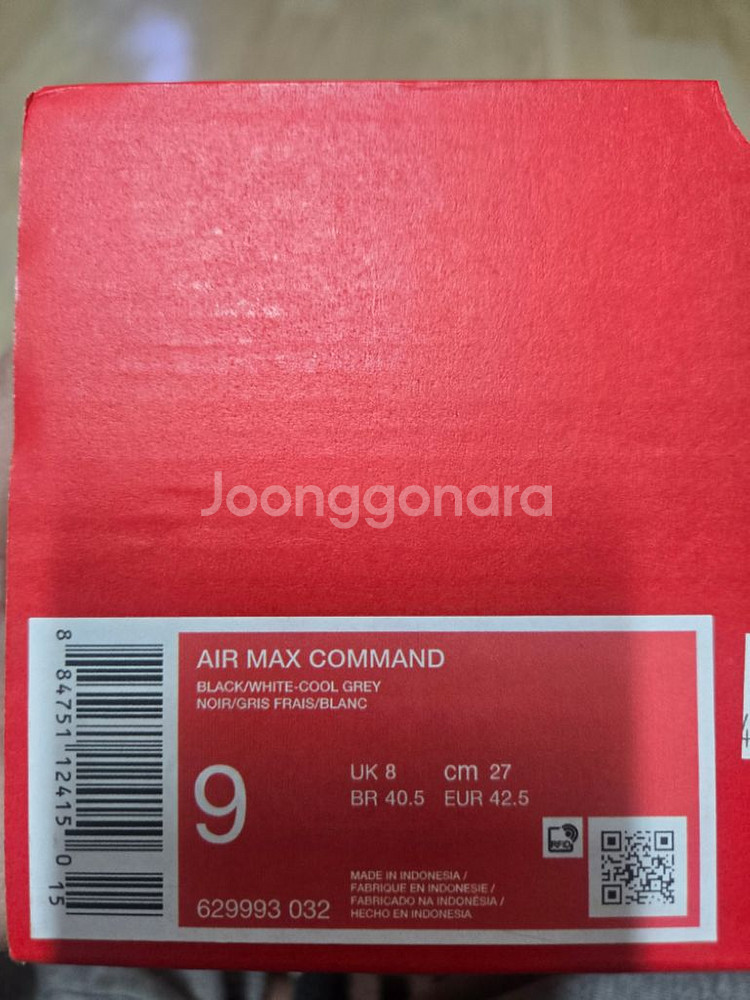 Joonggonara
AIR MAX COMMAND
BLACK/WHITE-COOL GREY
NOIR/GRIS FRAIS/BLANC
9
UK 8 cm 27
BR 40.5 EUR 42.5
RFID
MADE IN INDONESIA /
FABRIQUE EN INDONESIE /
FABRICADO NA INDONÉSIA /
HECHO EN INDONESIA
629993 032
8 84751 12415 0 15